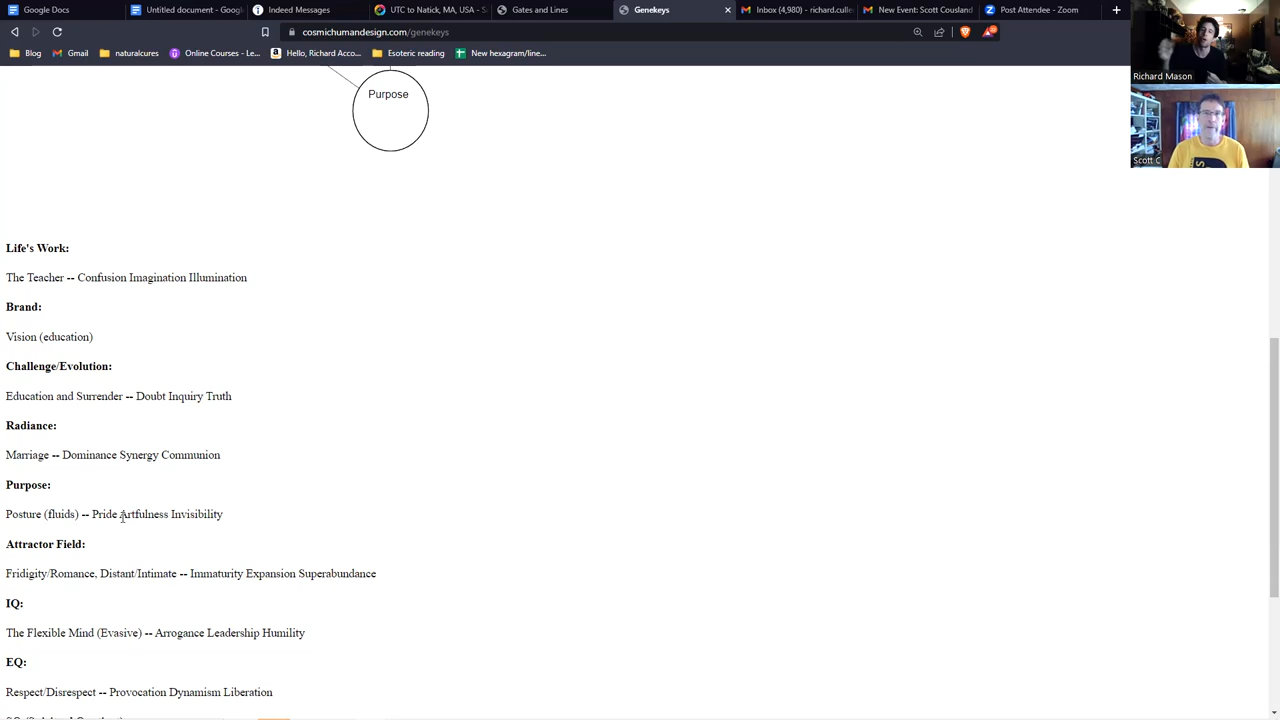 Google Docs
Untitled document - Googl
Indeed Messages
UTC to Natick, MA, USA - S
Gates and Lines
Genekeys
Inbox (4,980) - richard.culle
New Event: Scott Cousland
Post Attendee - Zoom
cosmichumandesign.com/genekeys
Blog
Gmail
naturalcures
Online Courses - Le...
Hello, Richard Acco...
Esoteric reading
New hexagram/line...
Richard Mason
Scott C
Purpose
Life's Work:
The Teacher -- Confusion Imagination Illumination
Brand:
Vision (education)
Challenge/Evolution:
Education and Surrender -- Doubt Inquiry Truth
Radiance:
Marriage -- Dominance Synergy Communion
Purpose:
Posture (fluids) -- Pride Artfulness Invisibility
Attractor Field:
Fridigity/Romance, Distant/Intimate -- Immaturity Expansion Superabundance
IQ:
The Flexible Mind (Evasive) -- Arrogance Leadership Humility
EQ:
Respect/Disrespect -- Provocation Dynamism Liberation